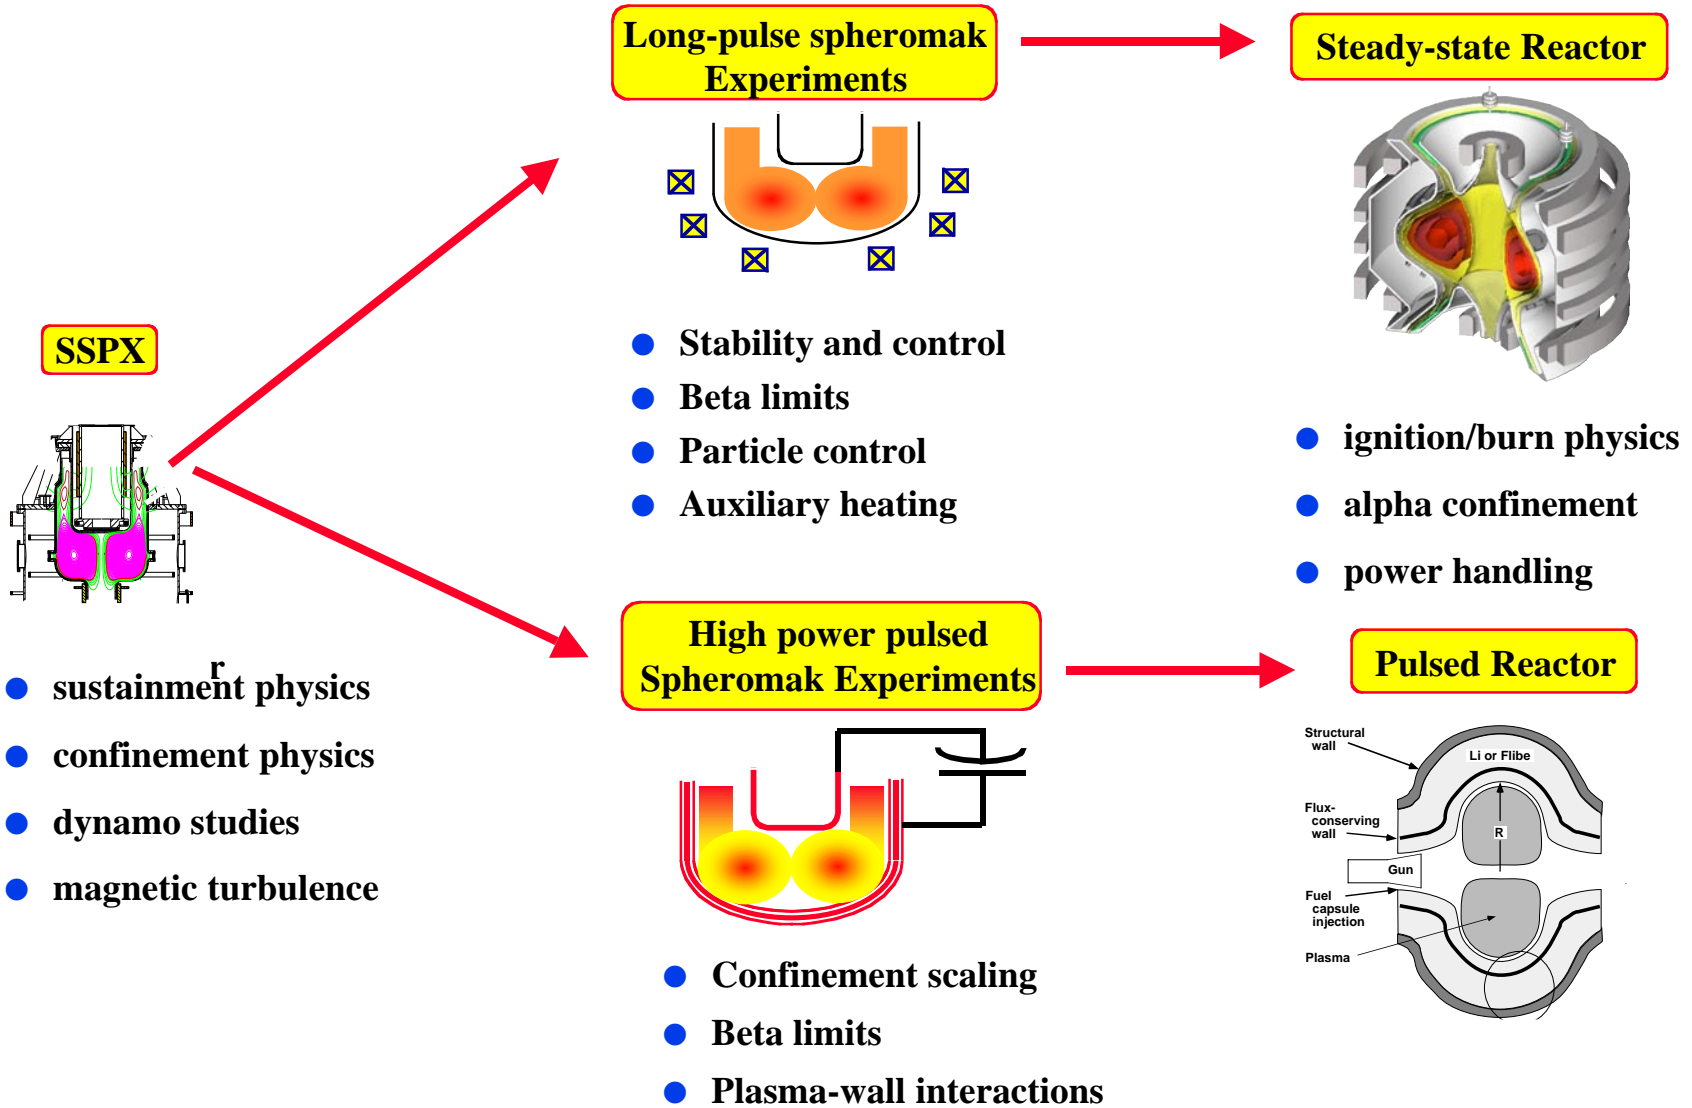 Long-pulse spheromak
Experiments
Steady-state Reactor
SSPX
Stability and control
Beta limits
Particle control
Auxiliary heating
ignition/burn physics
alpha confinement
power handling
High power pulsed
Spheromak Experiments
Pulsed Reactor
r
sustainment physics
confinement physics
dynamo studies
magnetic turbulence
Structural
wall
Li or Flibe
Flux-
conserving
wall
R
Gun
Fuel
capsule
injection
Plasma
Confinement scaling
Beta limits
Plasma-wall interactions